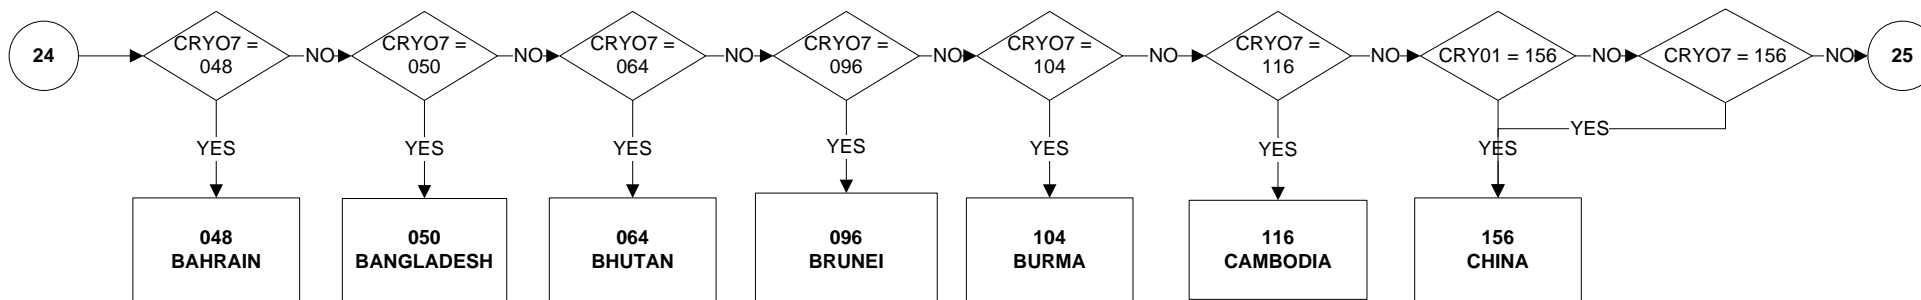 24
CRYO7 =
048
NO
CRYO7 =
050
NO
CRYO7 =
064
NO
CRYO7 =
096
NO
CRYO7 =
104
NO
CRYO7 =
116
NO
CRY01 = 156
NO
CRYO7 = 156
NO
25
YES
YES
YES
YES
YES
YES
YES
YES
048
BAHRAIN
050
BANGLADESH
064
BHUTAN
096
BRUNEI
104
BURMA
116
CAMBODIA
156
CHINA